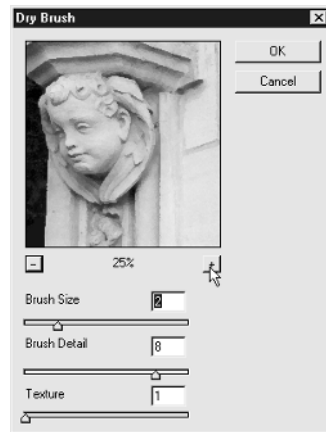 Dry Brush
OK
Cancel
- 25% +
Brush Size 2
Brush Detail 8
Texture 1